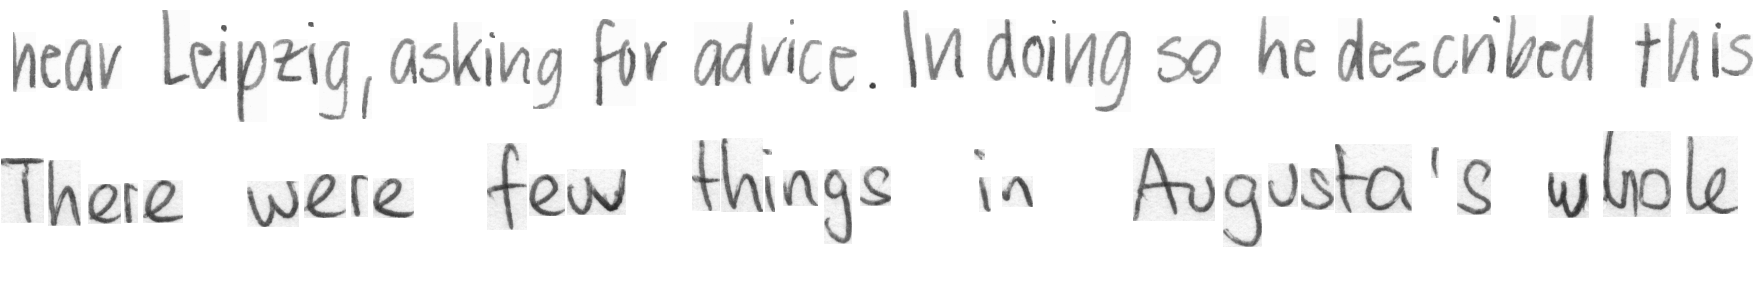 near Leipzig, asking for advice. In doing so he described this
There were few things in Augusta's whole